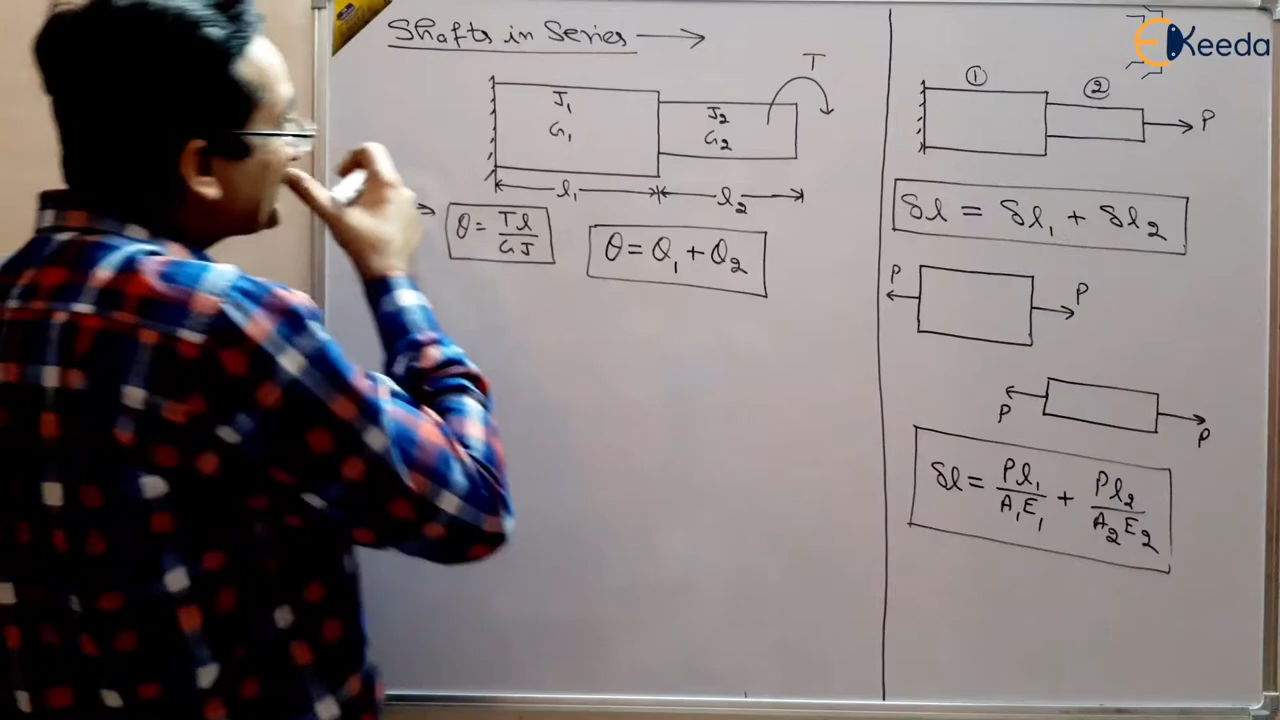 Shafts in Series
T
J₁
G₁
J₂
G₂
l₁
l₂
θ = Tl/GJ
θ = θ₁ + θ₂
EKeeda
①
②
P
δl = δl₁ + δl₂
P
P
P
P
δl = Pl₁/A₁E₁ + Pl₂/A₂E₂